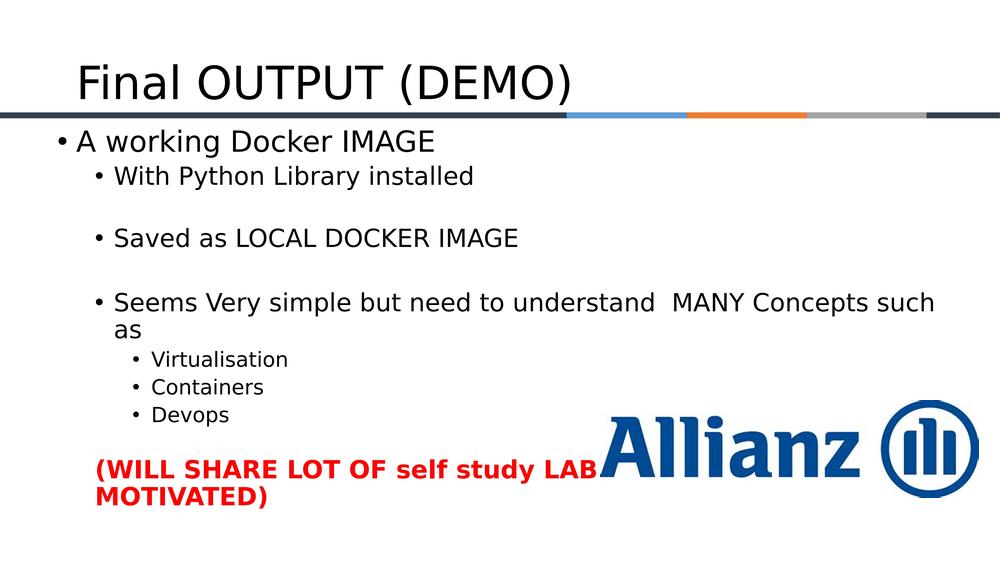 Final OUTPUT (DEMO)
• A working Docker IMAGE
• With Python Library installed
• Saved as LOCAL DOCKER IMAGE
• Seems Very simple but need to understand  MANY Concepts such
as
• Virtualisation
• Containers
• Devops
(WILL SHARE LOT OF self study LAB
MOTIVATED)
Allianz